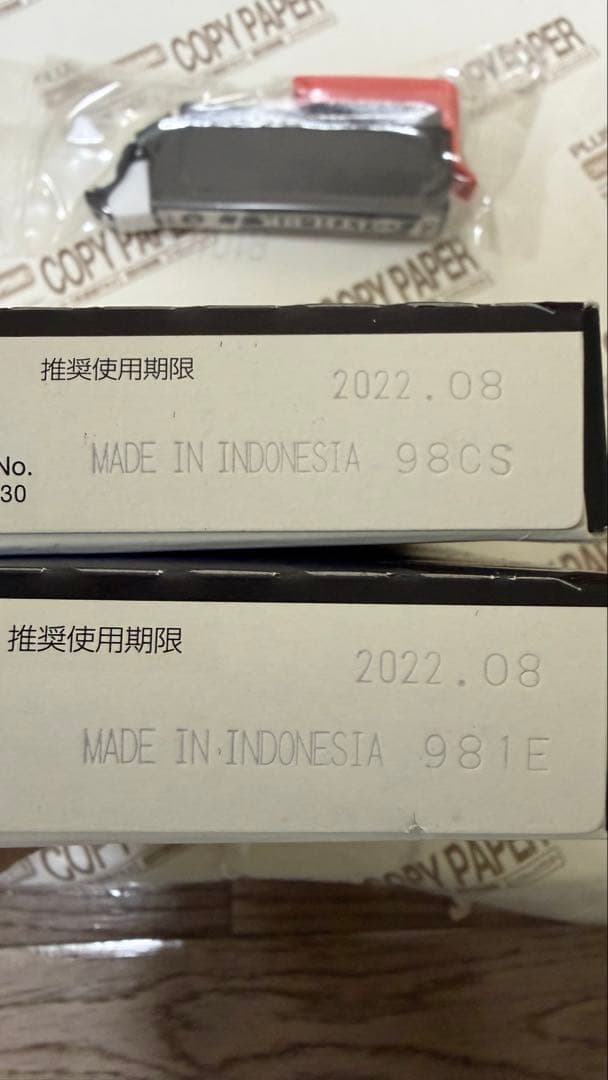 COPY PAPER
COPY PAPER
PLUS
COPY PAPER
COPY PAPER
推奨使用期限
2022.08
No.
30
MADE IN INDONESIA 98CS
推奨使用期限
2022.08
MADE IN INDONESIA 981E
COPY
COPY PAPER